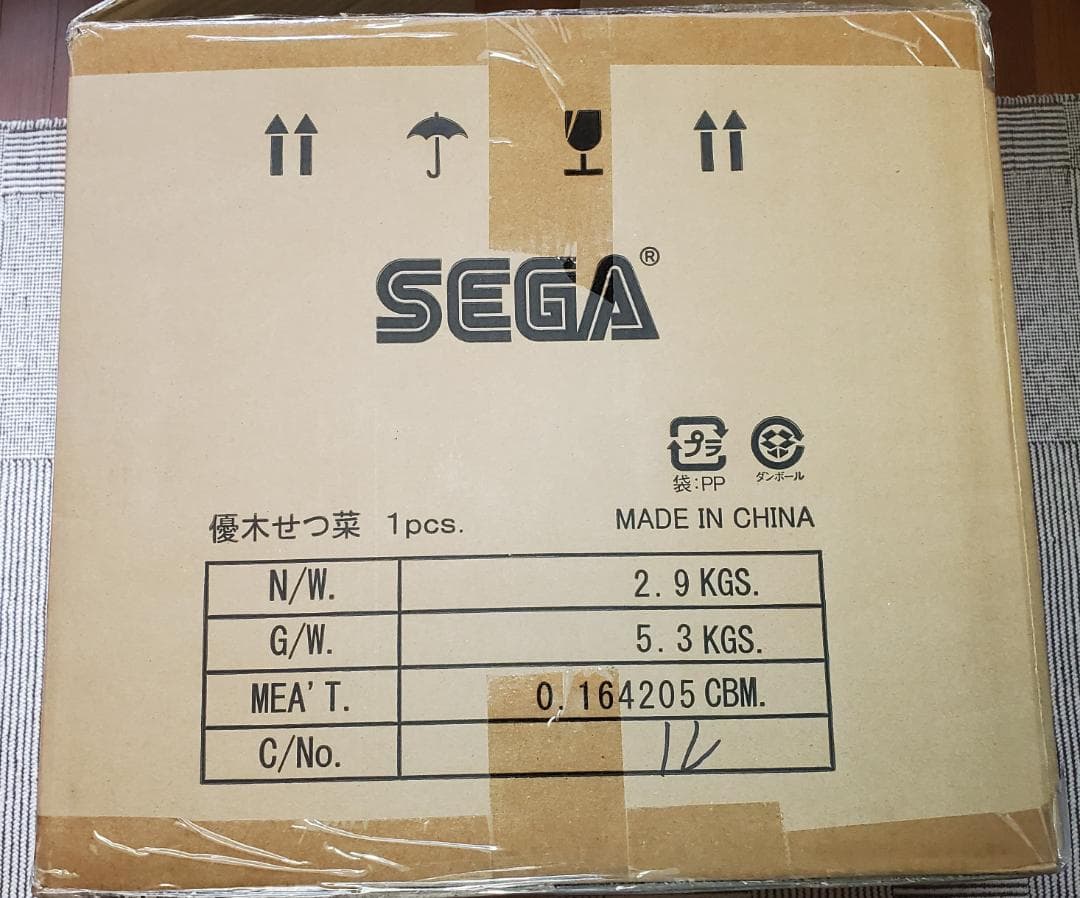 SEGA®
プラ
袋:PP
ダンボール
優木せつ菜 1pcs. MADE IN CHINA
N/W. 2.9 KGS.
G/W. 5.3 KGS.
MEA'T. 0.164205 CBM.
C/No. 12